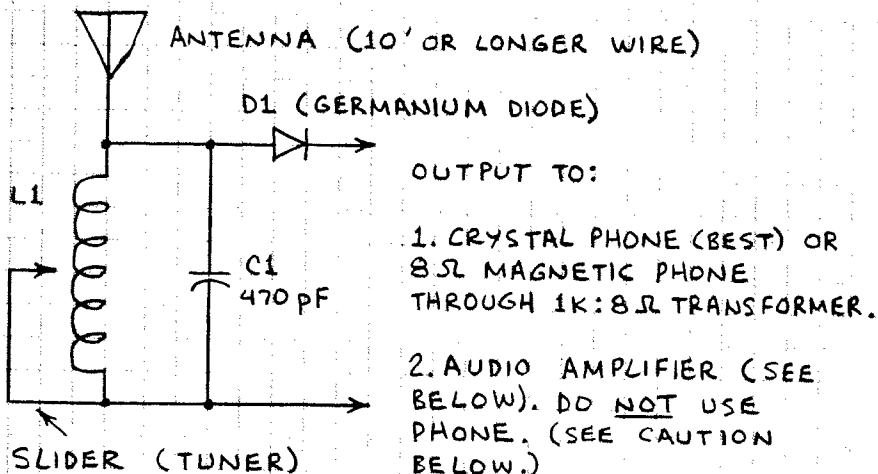 ANTENNA (10' OR LONGER WIRE)
D1 (GERMANIUM DIODE)
L1
C1
470 pF
SLIDER (TUNER)
OUTPUT TO:
1. CRYSTAL PHONE (BEST) OR
8Ω MAGNETIC PHONE
THROUGH 1K:8Ω TRANSFORMER.
2. AUDIO AMPLIFIER (SEE
BELOW). DO NOT USE
PHONE. (SEE CAUTION
BELOW.)